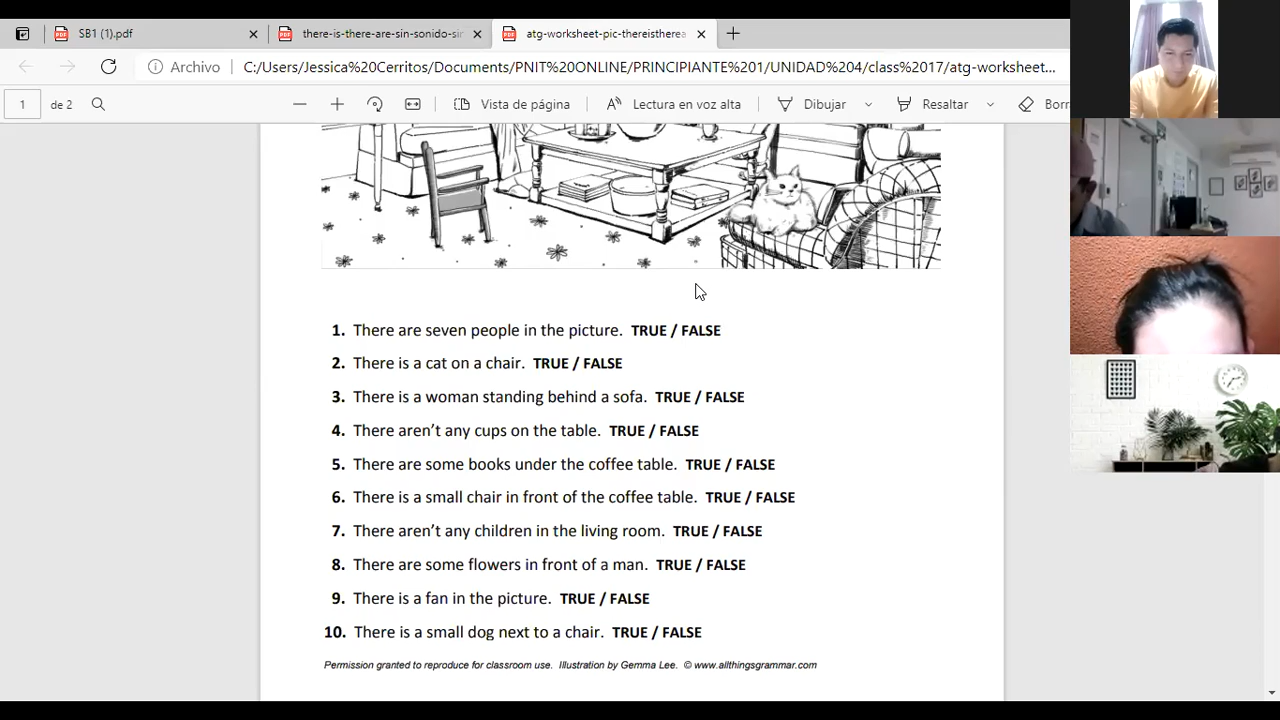 SB1 (1).pdf
there-is-there-are-sin-sonido-si
atg-worksheet-pic-thereistherea
Archivo
C:/Users/Jessica%20Cerritos/Documents/PNIT%20ONLINE/PRINCIPIANTE%201/UNIDAD%204/class%2017/atg-worksheet...
1 de 2
Vista de página
Lectura en voz alta
Dibujar
Resaltar
Borr
1. There are seven people in the picture. TRUE / FALSE
2. There is a cat on a chair. TRUE / FALSE
3. There is a woman standing behind a sofa. TRUE / FALSE
4. There aren't any cups on the table. TRUE / FALSE
5. There are some books under the coffee table. TRUE / FALSE
6. There is a small chair in front of the coffee table. TRUE / FALSE
7. There aren't any children in the living room. TRUE / FALSE
8. There are some flowers in front of a man. TRUE / FALSE
9. There is a fan in the picture. TRUE / FALSE
10. There is a small dog next to a chair. TRUE / FALSE
Permission granted to reproduce for classroom use. Illustration by Gemma Lee. © www.allthingsgrammar.com